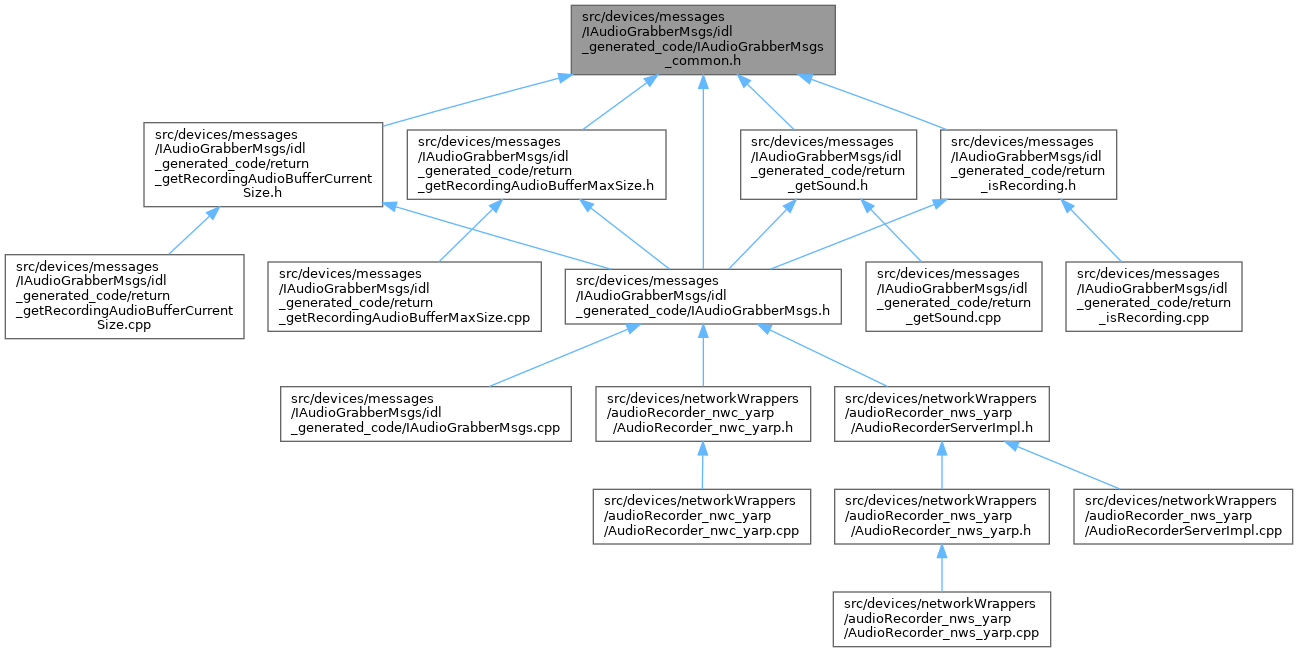 src/devices/messages
/IAudioGrabberMsgs/idl
_generated_code/IAudioGrabberMsgs
_common.h
src/devices/messages
/IAudioGrabberMsgs/idl
_generated_code/return
_getRecordingAudioBufferCurrent
Size.h
src/devices/messages
/IAudioGrabberMsgs/idl
_generated_code/return
_getRecordingAudioBufferMaxSize.h
src/devices/messages
/IAudioGrabberMsgs/idl
_generated_code/return
_getSound.h
src/devices/messages
/IAudioGrabberMsgs/idl
_generated_code/return
_isRecording.h
src/devices/messages
/IAudioGrabberMsgs/idl
_generated_code/return
_getRecordingAudioBufferCurrent
Size.cpp
src/devices/messages
/IAudioGrabberMsgs/idl
_generated_code/return
_getRecordingAudioBufferMaxSize.cpp
src/devices/messages
/IAudioGrabberMsgs/idl
_generated_code/IAudioGrabberMsgs.h
src/devices/messages
/IAudioGrabberMsgs/idl
_generated_code/return
_getSound.cpp
src/devices/messages
/IAudioGrabberMsgs/idl
_generated_code/return
_isRecording.cpp
src/devices/messages
/IAudioGrabberMsgs/idl
_generated_code/IAudioGrabberMsgs.cpp
src/devices/networkWrappers
/audioRecorder_nwc_yarp
/AudioRecorder_nwc_yarp.h
src/devices/networkWrappers
/audioRecorder_nws_yarp
/AudioRecorderServerImpl.h
src/devices/networkWrappers
/audioRecorder_nwc_yarp
/AudioRecorder_nwc_yarp.cpp
src/devices/networkWrappers
/audioRecorder_nws_yarp
/AudioRecorder_nws_yarp.h
src/devices/networkWrappers
/audioRecorder_nws_yarp
/AudioRecorderServerImpl.cpp
src/devices/networkWrappers
/audioRecorder_nws_yarp
/AudioRecorder_nws_yarp.cpp